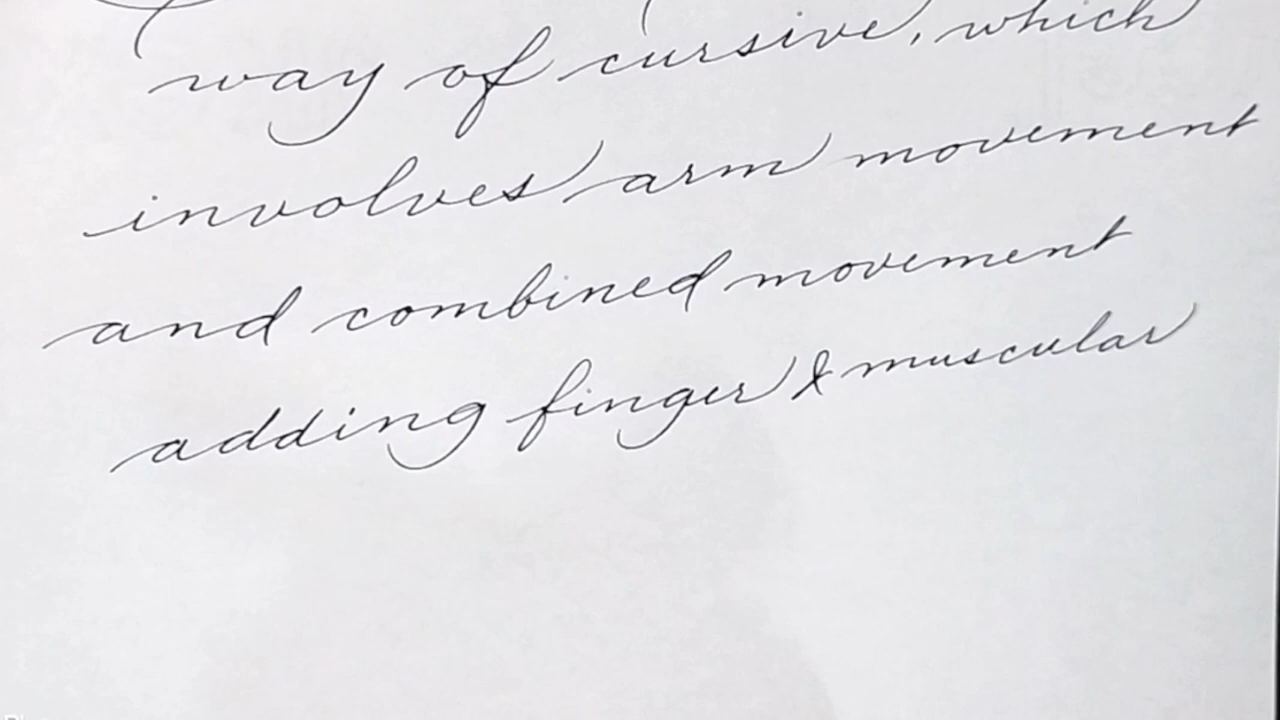 way of cursive, which
involves arm movement
and combined movement
adding finger & muscular